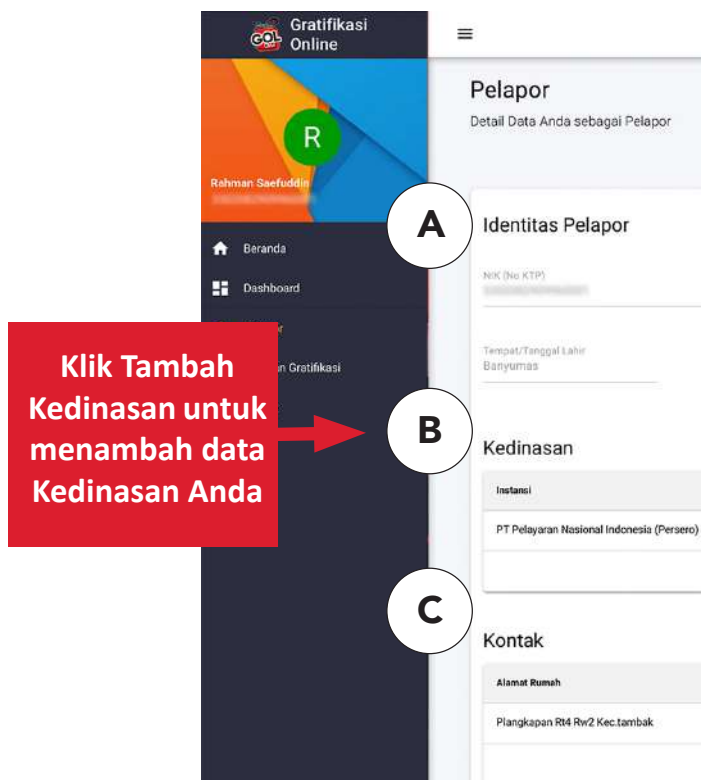 GOL
Gratifikasi
Online
R
Rahman Saefuddin
Beranda
Dashboard
Gratifikasi
Klik Tambah
Kedinasan untuk
menambah data
Kedinasan Anda
Pelapor
Detail Data Anda sebagai Pelapor
A
Identitas Pelapor
NIK (No KTP)
Tempat/Tanggal Lahir
Banyumas
B
Kedinasan
Instansi
PT Pelayaran Nasional Indonesia (Persero)
C
Kontak
Alamat Rumah
Plangkapan Rt4 Rw2 Kec.tambak